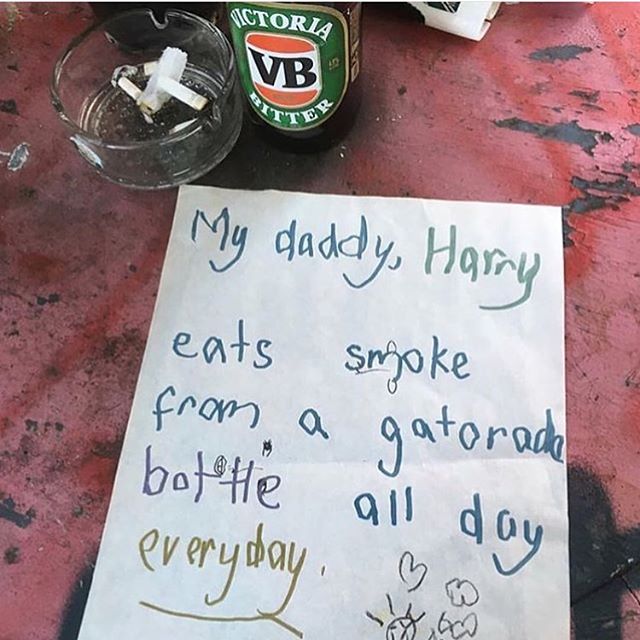 VICTORIA
VB
BITTER
My daddy, Harry
eats smoke
from a gatorade
bottle all day
everyday.